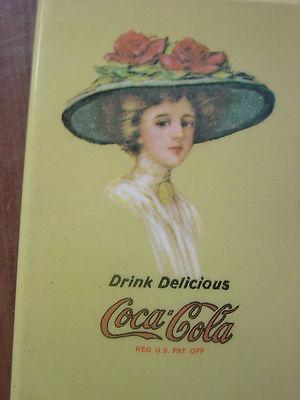 Drink Delicious
Coca-Cola
REG U.S. PAT OFF